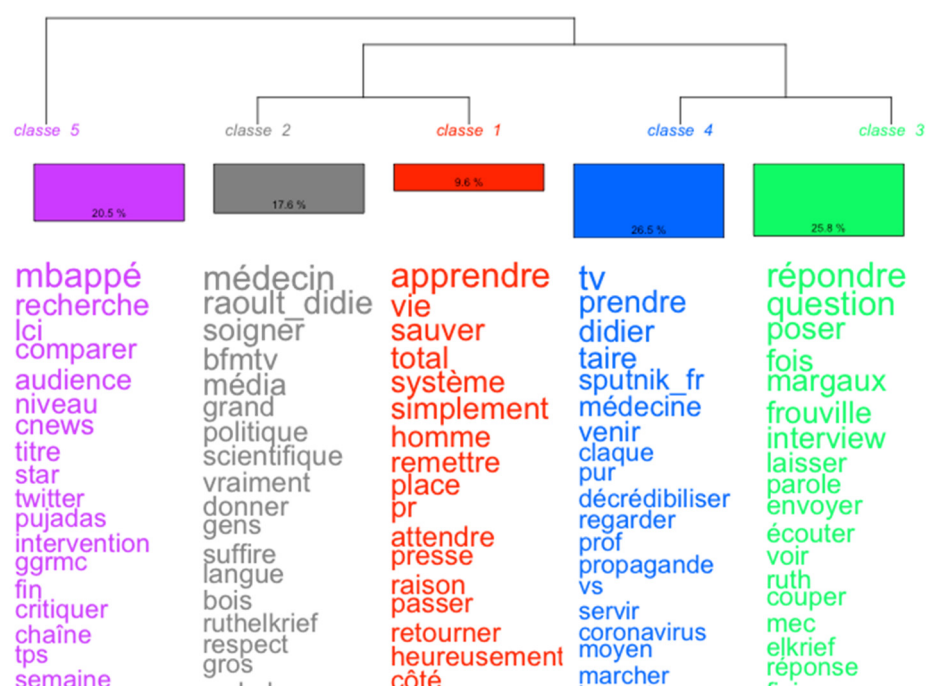 classe 5
classe 2
classe 1
classe 4
classe 3
20.5 %
17.6 %
9.6 %
26.5 %
25.8 %
mbappé
recherche
lci
comparer
audience
niveau
cnews
titre
star
twitter
pujadas
intervention
ggrmc
fin
critiquer
chaîne
tps
semaine
médecin
raoult_didie
soigner
bfmtv
média
grand
politique
scientifique
vraiment
donner
gens
suffire
langue
bois
ruthelkrief
respect
gros
apprendre
vie
sauver
total
système
simplement
homme
remettre
place
pr
attendre
presse
raison
passer
retourner
heureusement
côté
tv
prendre
didier
taire
sputnik_fr
médecine
venir
claque
pur
décrédibiliser
regarder
prof
propagande
vs
servir
coronavirus
moyen
marcher
répondre
question
poser
fois
margaux
frouville
interview
laisser
parole
envoyer
écouter
voir
ruth
couper
mec
elkrief
réponse